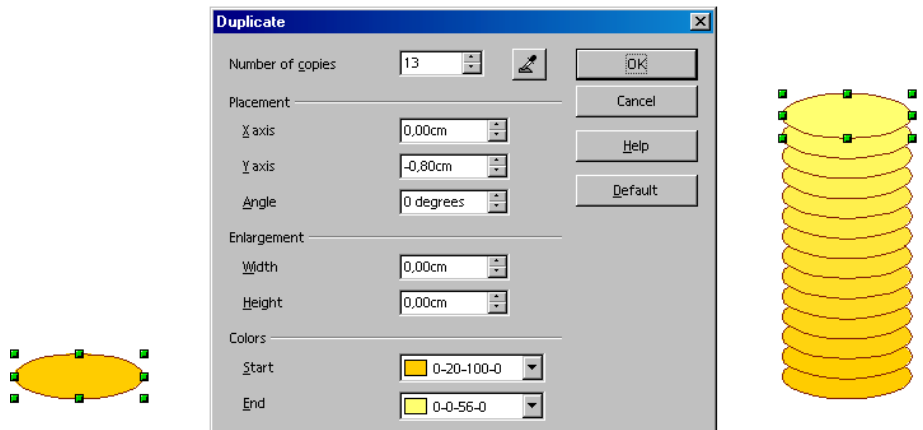 Duplicate
Number of copies 13 OK
Placement Cancel
X axis 0,00cm
Help
Y axis -0,80cm
Default
Angle 0 degrees
Enlargement
Width 0,00cm
Height 0,00cm
Colors
Start 0-20-100-0
End 0-0-56-0